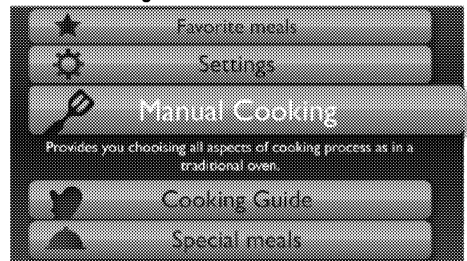 Favorite meals
Settings
Manual Cooking
Provides you chooising all aspects of cooking process as in a
traditional oven.
Cooking Guide
Special meals